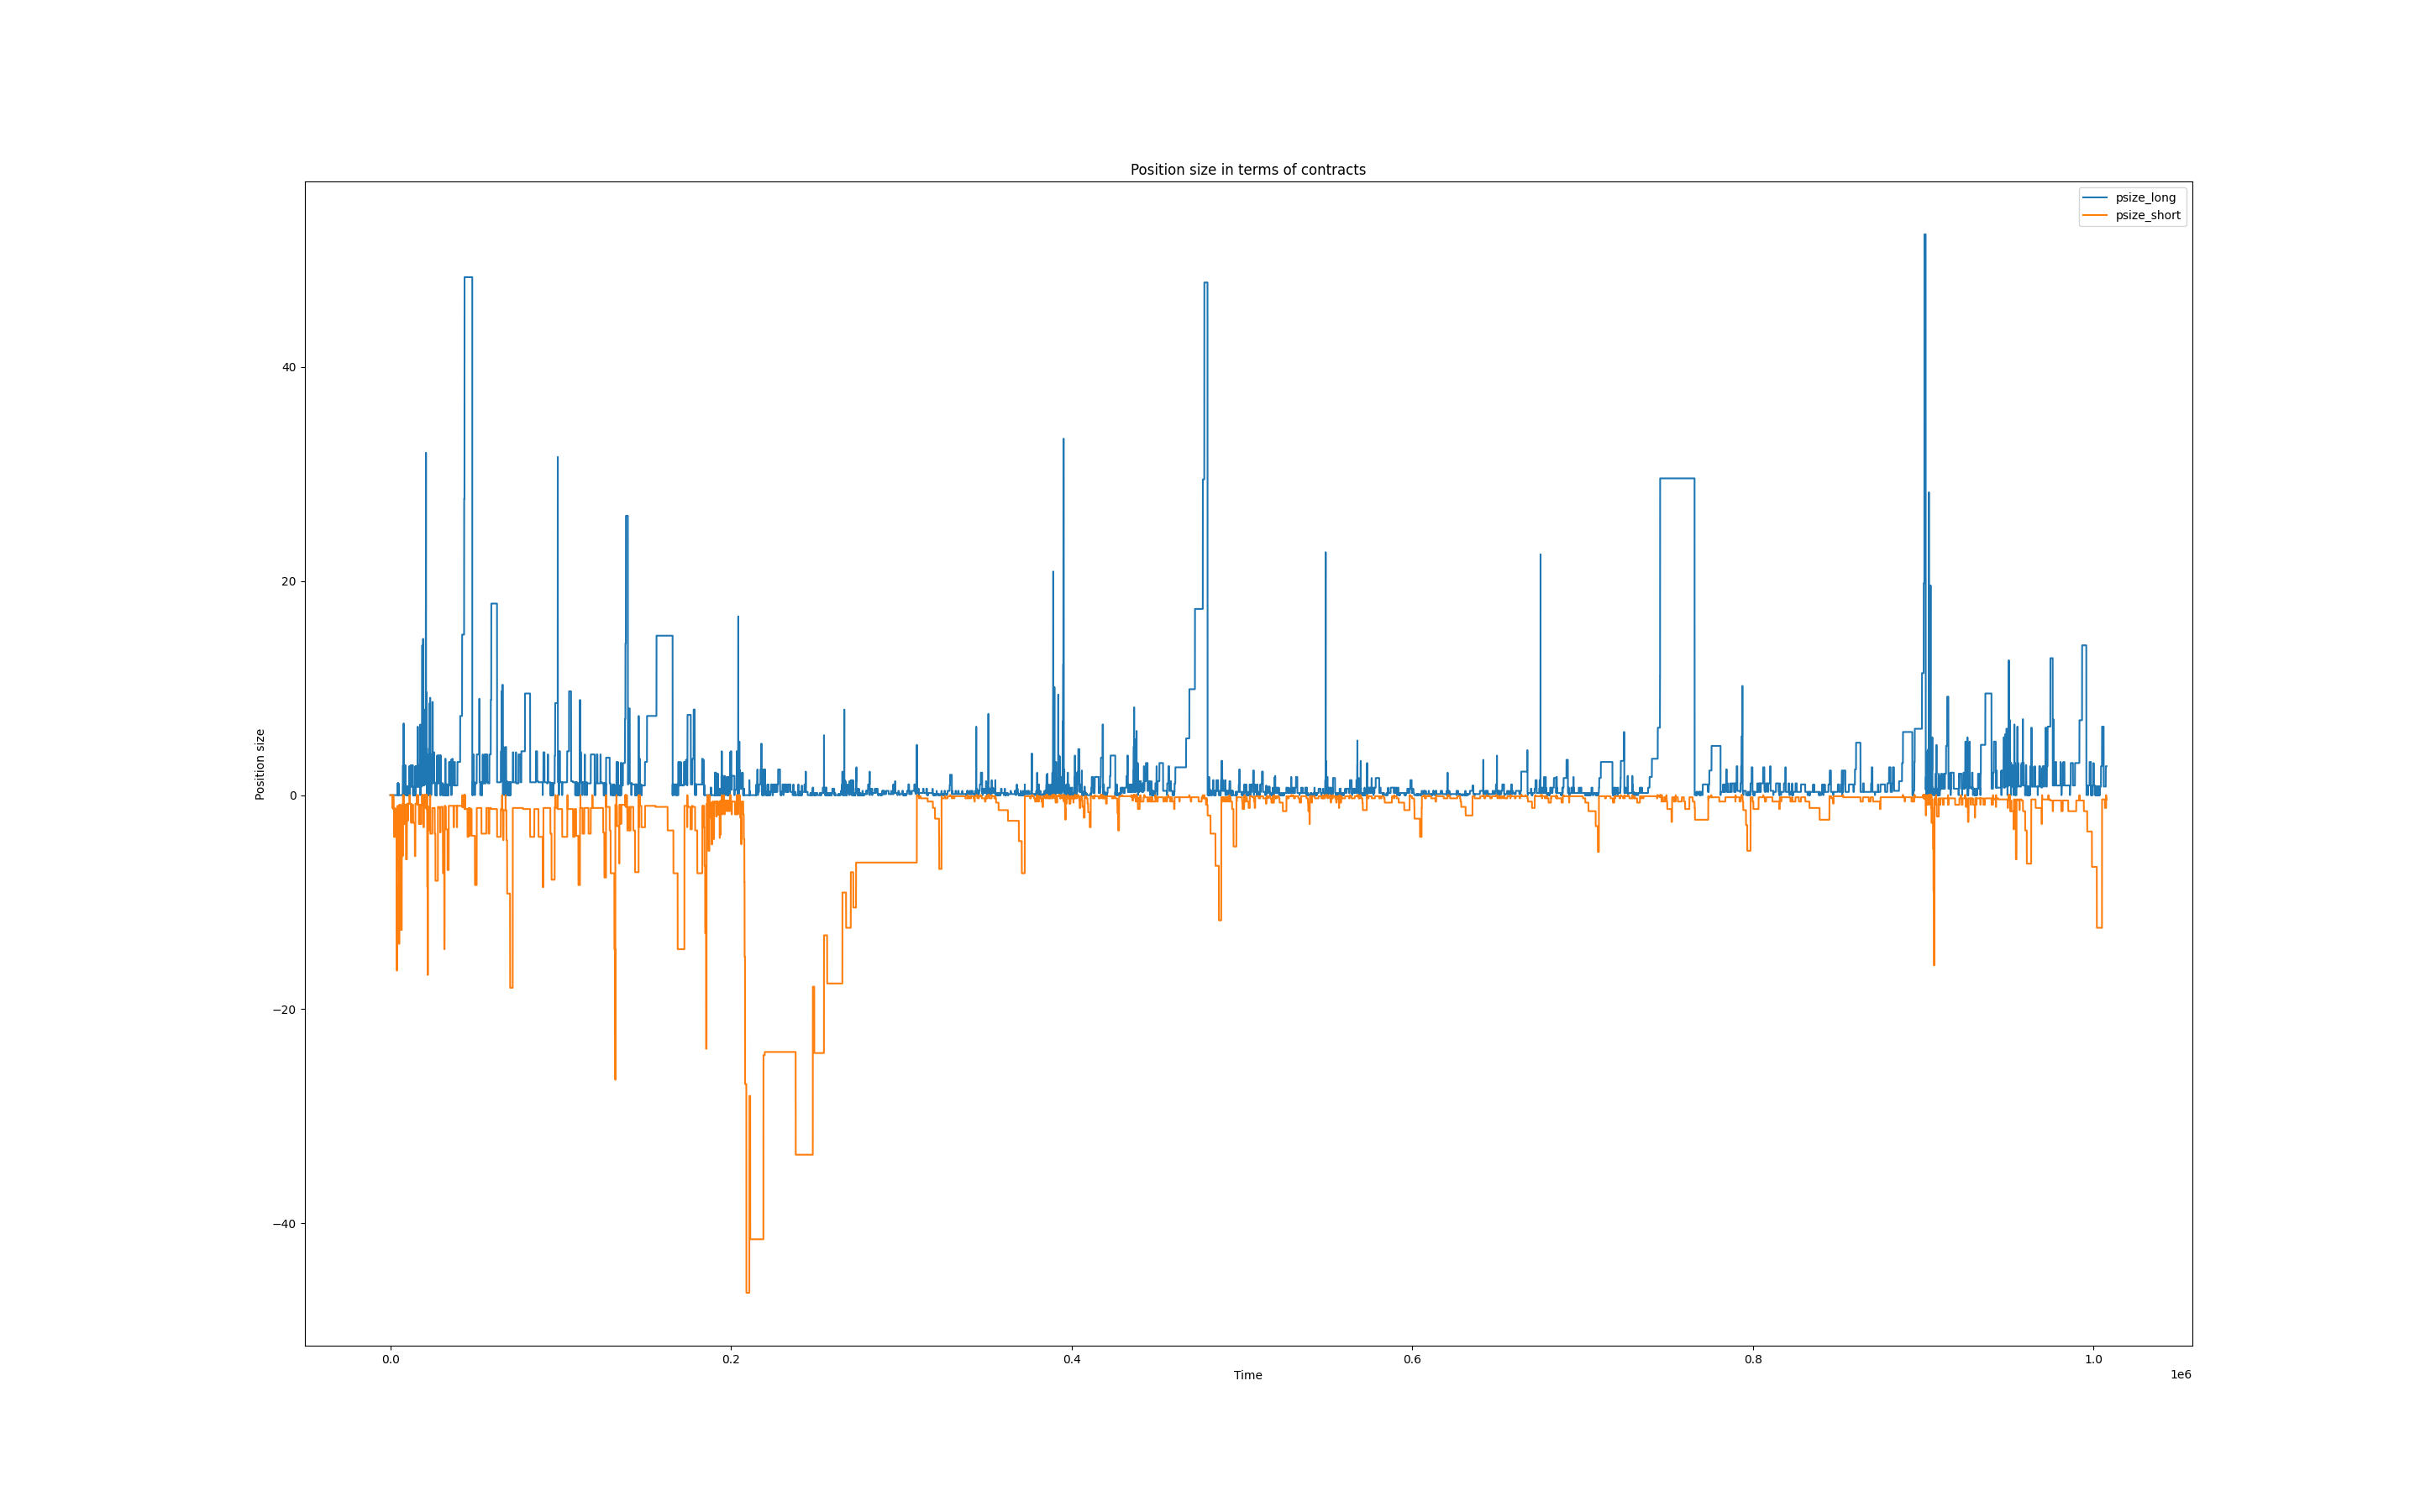 Position size in terms of contracts
psize_long
psize_short
40
20
0
−20
−40
Position size
0.0 0.2 0.4 0.6 0.8 1.0
1e6
Time